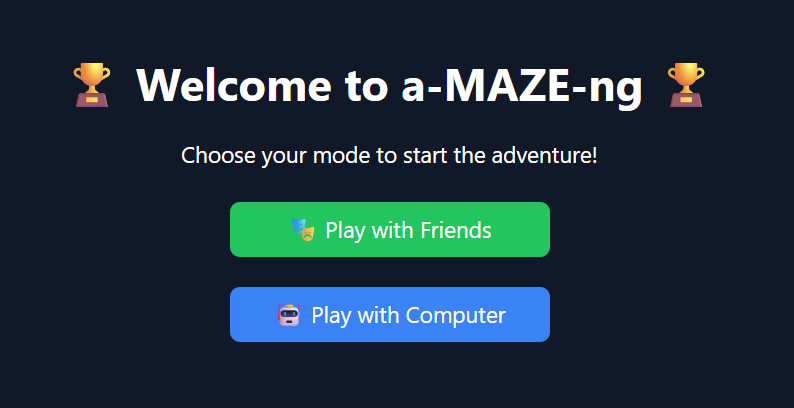 🏆 Welcome to a-MAZE-ng 🏆
Choose your mode to start the adventure!
🎭 Play with Friends
🤖 Play with Computer